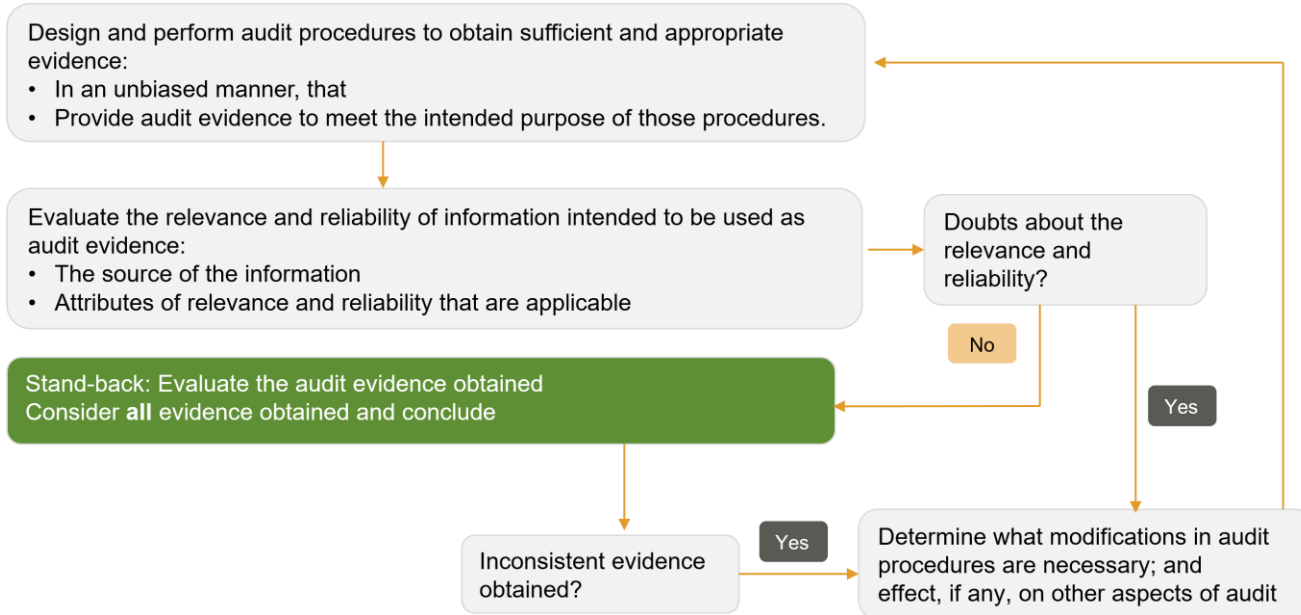 Design and perform audit procedures to obtain sufficient and appropriate
evidence:
• In an unbiased manner, that
• Provide audit evidence to meet the intended purpose of those procedures.
Evaluate the relevance and reliability of information intended to be used as
audit evidence:
• The source of the information
• Attributes of relevance and reliability that are applicable
Doubts about the
relevance and
reliability?
No
Yes
Stand-back: Evaluate the audit evidence obtained
Consider all evidence obtained and conclude
Inconsistent evidence
obtained?
Yes
Determine what modifications in audit
procedures are necessary; and
effect, if any, on other aspects of audit